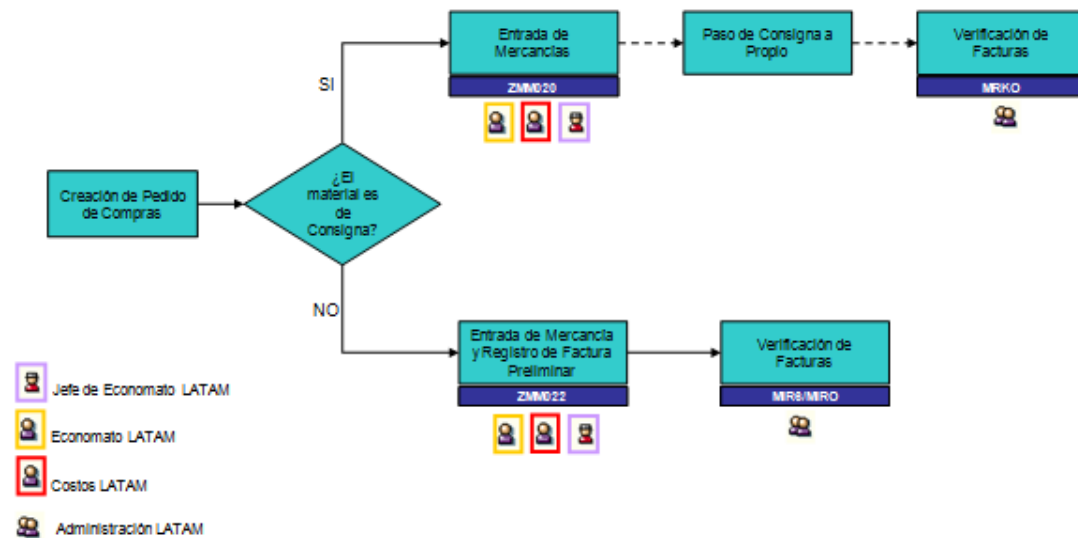 Entrada de
Mercancías
ZMM020
Paso de Consigna a
Propio
Verificación de
Facturas
MRKO
SI
Creación de Pedido
de Compras
¿El
material es
de
Consigna?
NO
Entrada de Mercancía
y Registro de Factura
Preliminar
ZMM022
Verificación de
Facturas
MIR6/MIRO
Jefe de Economato LATAM
Economato LATAM
Costos LATAM
Administración LATAM